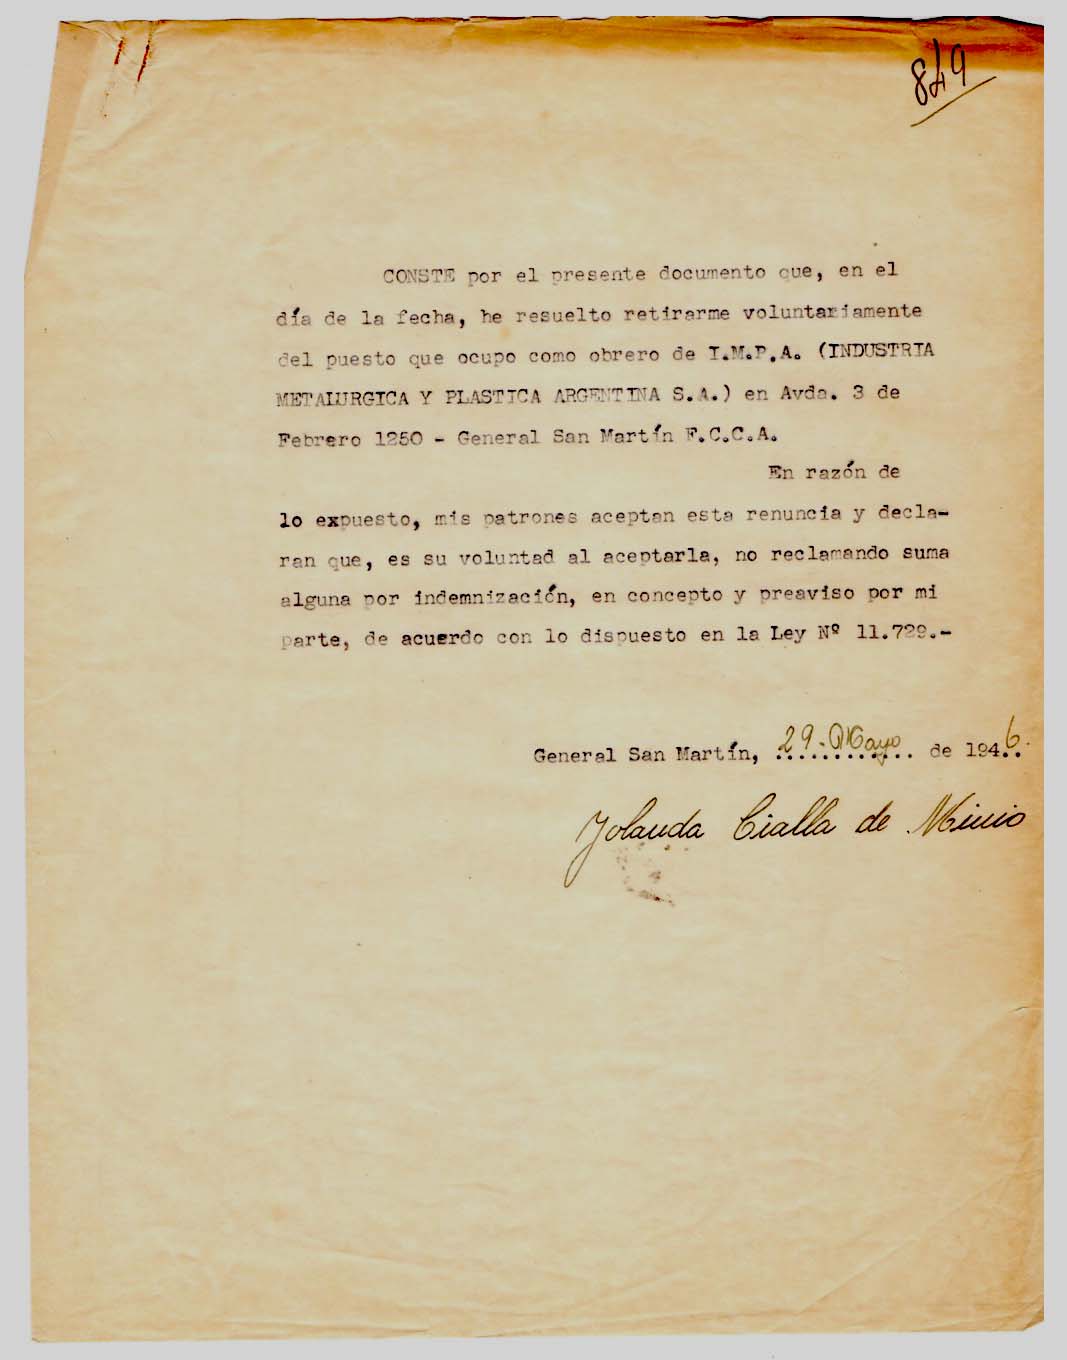 849
CONSTE por el presente documento que, en el
día de la fecha, he resuelto retirarme voluntariamente
del puesto que ocupo como obrero de I.M.P.A. (INDUSTRIA
METALURGICA Y PLASTICA ARGENTINA S.A.) en Avda. 3 de
Febrero 1250 - General San Martín F.C.C.A.
En razón de
lo expuesto, mis patrones aceptan esta renuncia y decla-
ran que, es su voluntad al aceptarla, no reclamando suma
alguna por indemnización, en concepto y preaviso por mi
parte, de acuerdo con lo dispuesto en la Ley Nº 11.729.-
General San Martín, 29-Mayo de 1946.
Yolanda Cialla de Minio